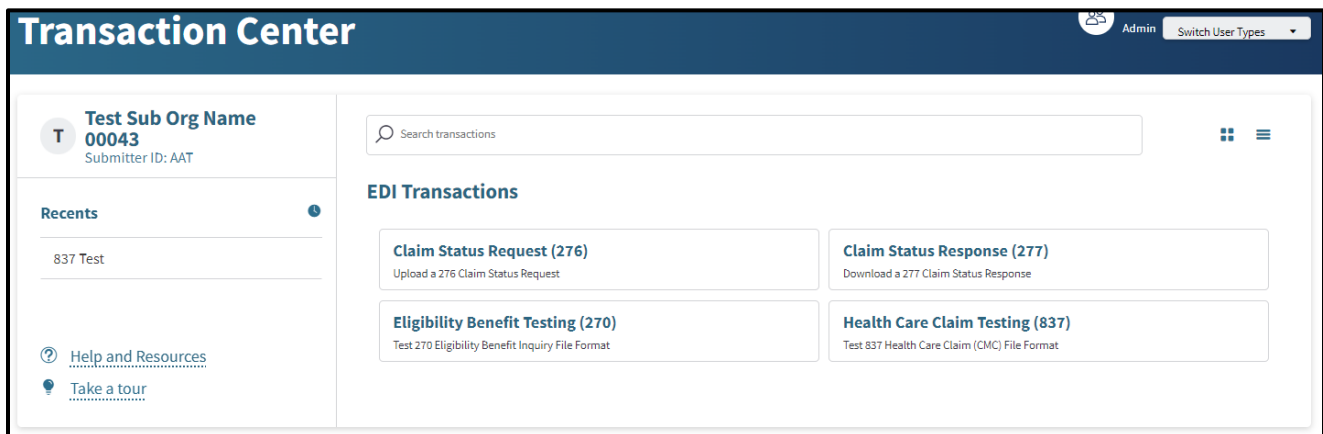 Transaction Center
Admin
Switch User Types
T
Test Sub Org Name
00043
Submitter ID: AAT
Recents
837 Test
Help and Resources
Take a tour
Search transactions
EDI Transactions
Claim Status Request (276)
Upload a 276 Claim Status Request
Claim Status Response (277)
Download a 277 Claim Status Response
Eligibility Benefit Testing (270)
Test 270 Eligibility Benefit Inquiry File Format
Health Care Claim Testing (837)
Test 837 Health Care Claim (CMC) File Format